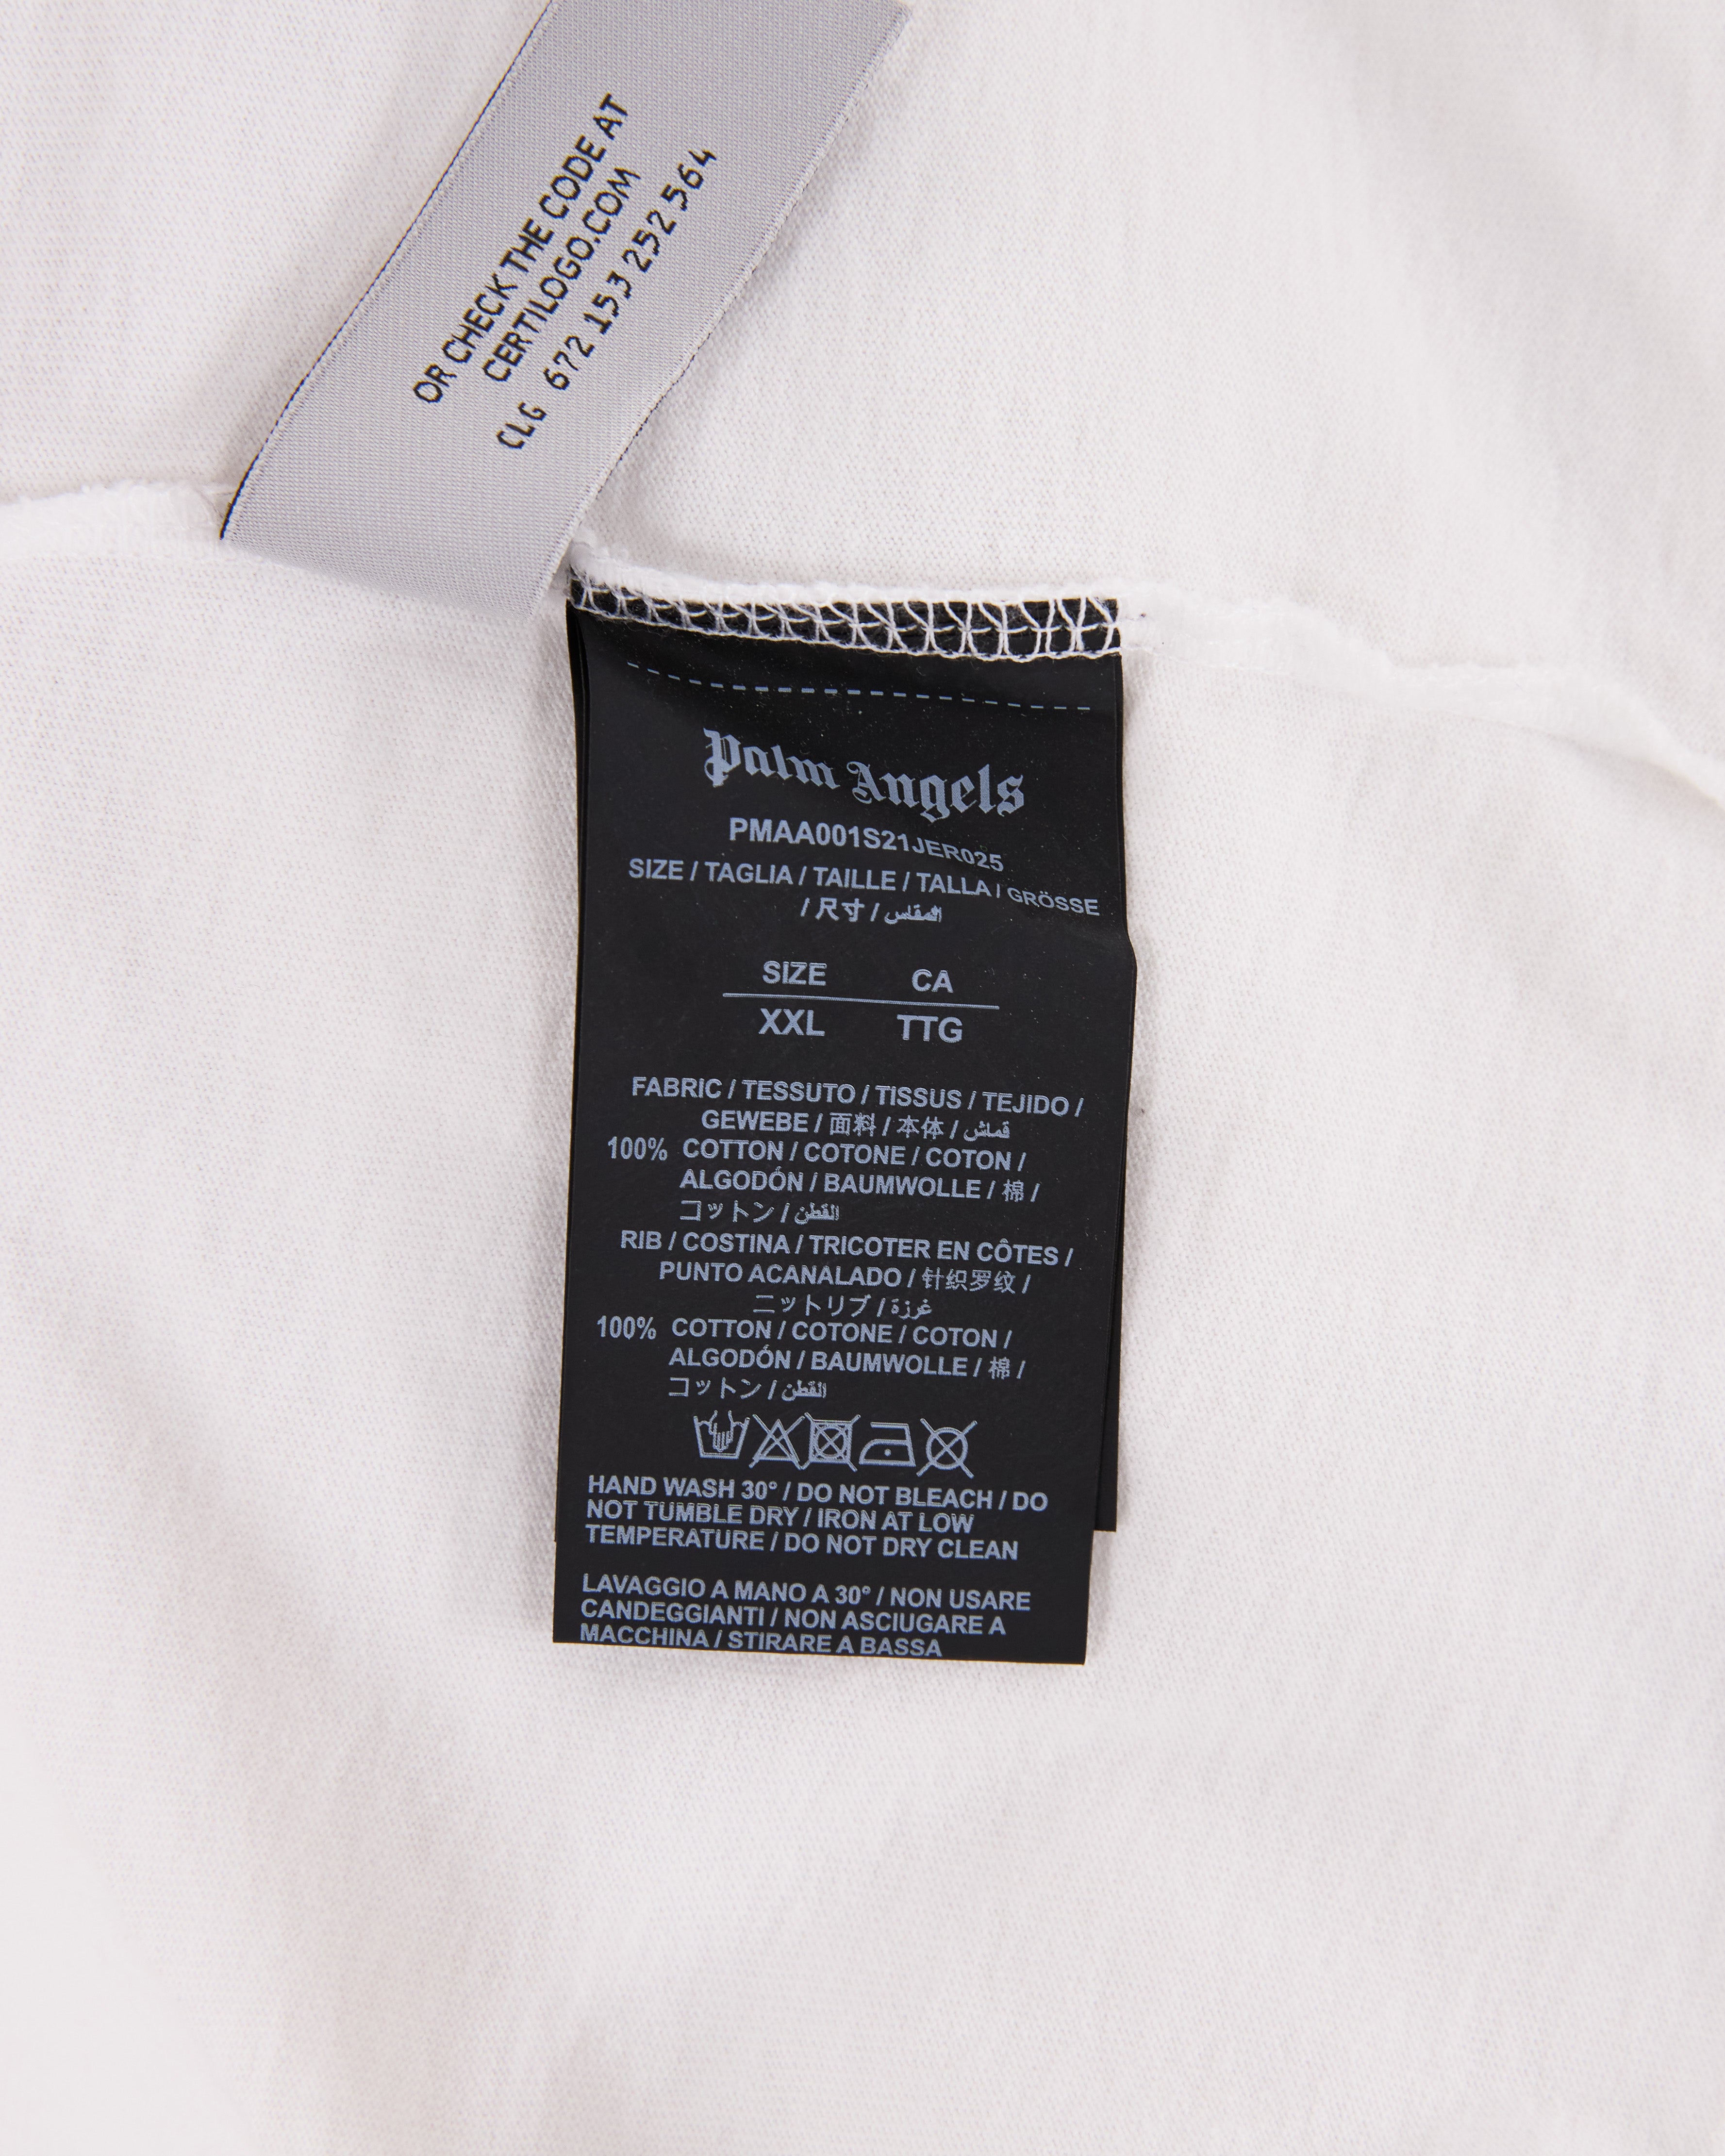 OR CHECK THE CODE AT
CERTILOGO.COM
CLG 672 153 252 564
Palm Angels
PMAA001S21JER025
SIZE / TAGLIA / TAILLE / TALLA / GRÖSSE
/ 尺寸 / المقاس
SIZE CA
XXL TTG
FABRIC / TESSUTO / TISSUS / TEJIDO /
GEWEBE / 面料 / 本体 / قماش
100% COTTON / COTONE / COTON /
ALGODÓN / BAUMWOLLE / 棉 /
コットン / القطن
RIB / COSTINA / TRICOTER EN CÔTES /
PUNTO ACANALADO / 针织罗纹 /
ニットリブ / غرزة
100% COTTON / COTONE / COTON /
ALGODÓN / BAUMWOLLE / 棉 /
コットン / القطن
HAND WASH 30° / DO NOT BLEACH / DO
NOT TUMBLE DRY / IRON AT LOW
TEMPERATURE / DO NOT DRY CLEAN
LAVAGGIO A MANO A 30° / NON USARE
CANDEGGIANTI / NON ASCIUGARE A
MACCHINA / STIRARE A BASSA